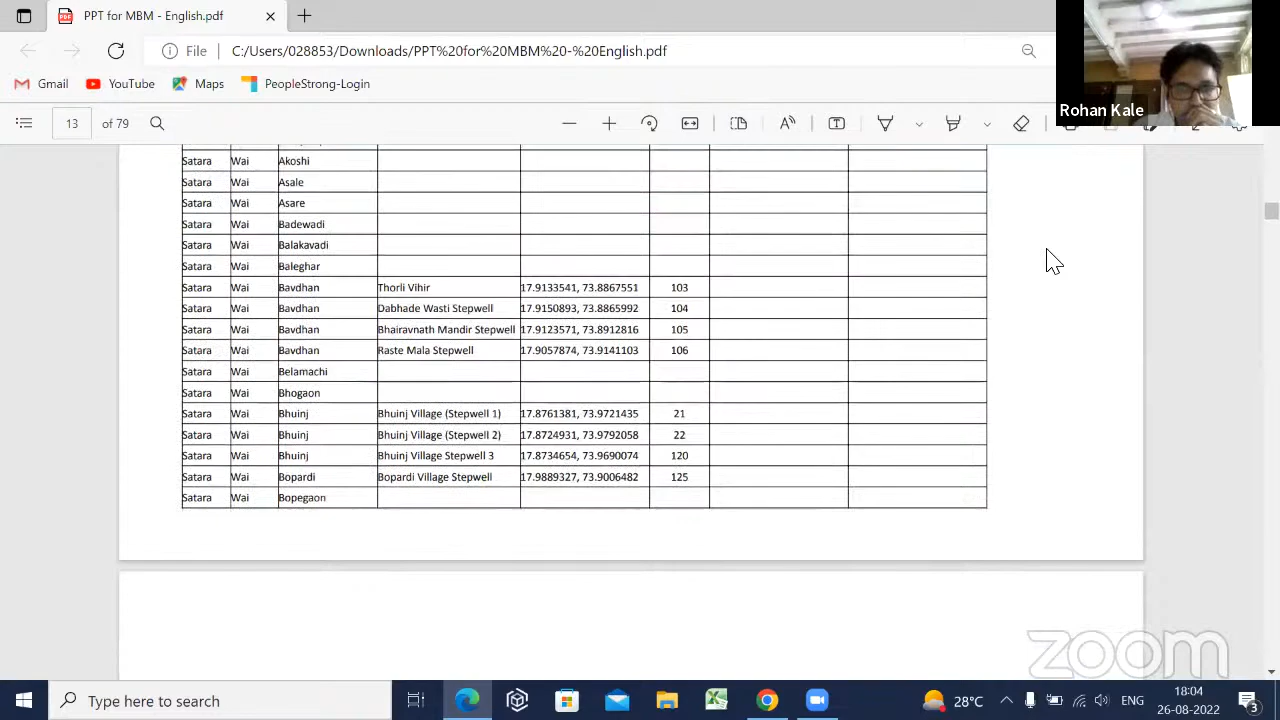 PPT for MBM - English.pdf
File C:/Users/028853/Downloads/PPT%20for%20MBM%20-%20English.pdf
Gmail YouTube Maps PeopleStrong-Login
Rohan Kale
13 of 79
Satara Wai Akoshi
Satara Wai Asale
Satara Wai Asare
Satara Wai Badewadi
Satara Wai Balakavadi
Satara Wai Baleghar
Satara Wai Bavdhan Thorli Vihir 17.9133541, 73.8867551 103
Satara Wai Bavdhan Dabhade Wasti Stepwell 17.9150893, 73.8865992 104
Satara Wai Bavdhan Bhairavnath Mandir Stepwell 17.9123571, 73.8912816 105
Satara Wai Bavdhan Raste Mala Stepwell 17.9057874, 73.9141103 106
Satara Wai Belamachi
Satara Wai Bhogaon
Satara Wai Bhuinj Bhuinj Village (Stepwell 1) 17.8761381, 73.9721435 21
Satara Wai Bhuinj Bhuinj Village (Stepwell 2) 17.8724931, 73.9792058 22
Satara Wai Bhuinj Bhuinj Village Stepwell 3 17.8734654, 73.9690074 120
Satara Wai Bopardi Bopardi Village Stepwell 17.9889327, 73.9006482 125
Satara Wai Bopegaon
zoom
Type here to search 28°C ENG 18:04
26-08-2022 3